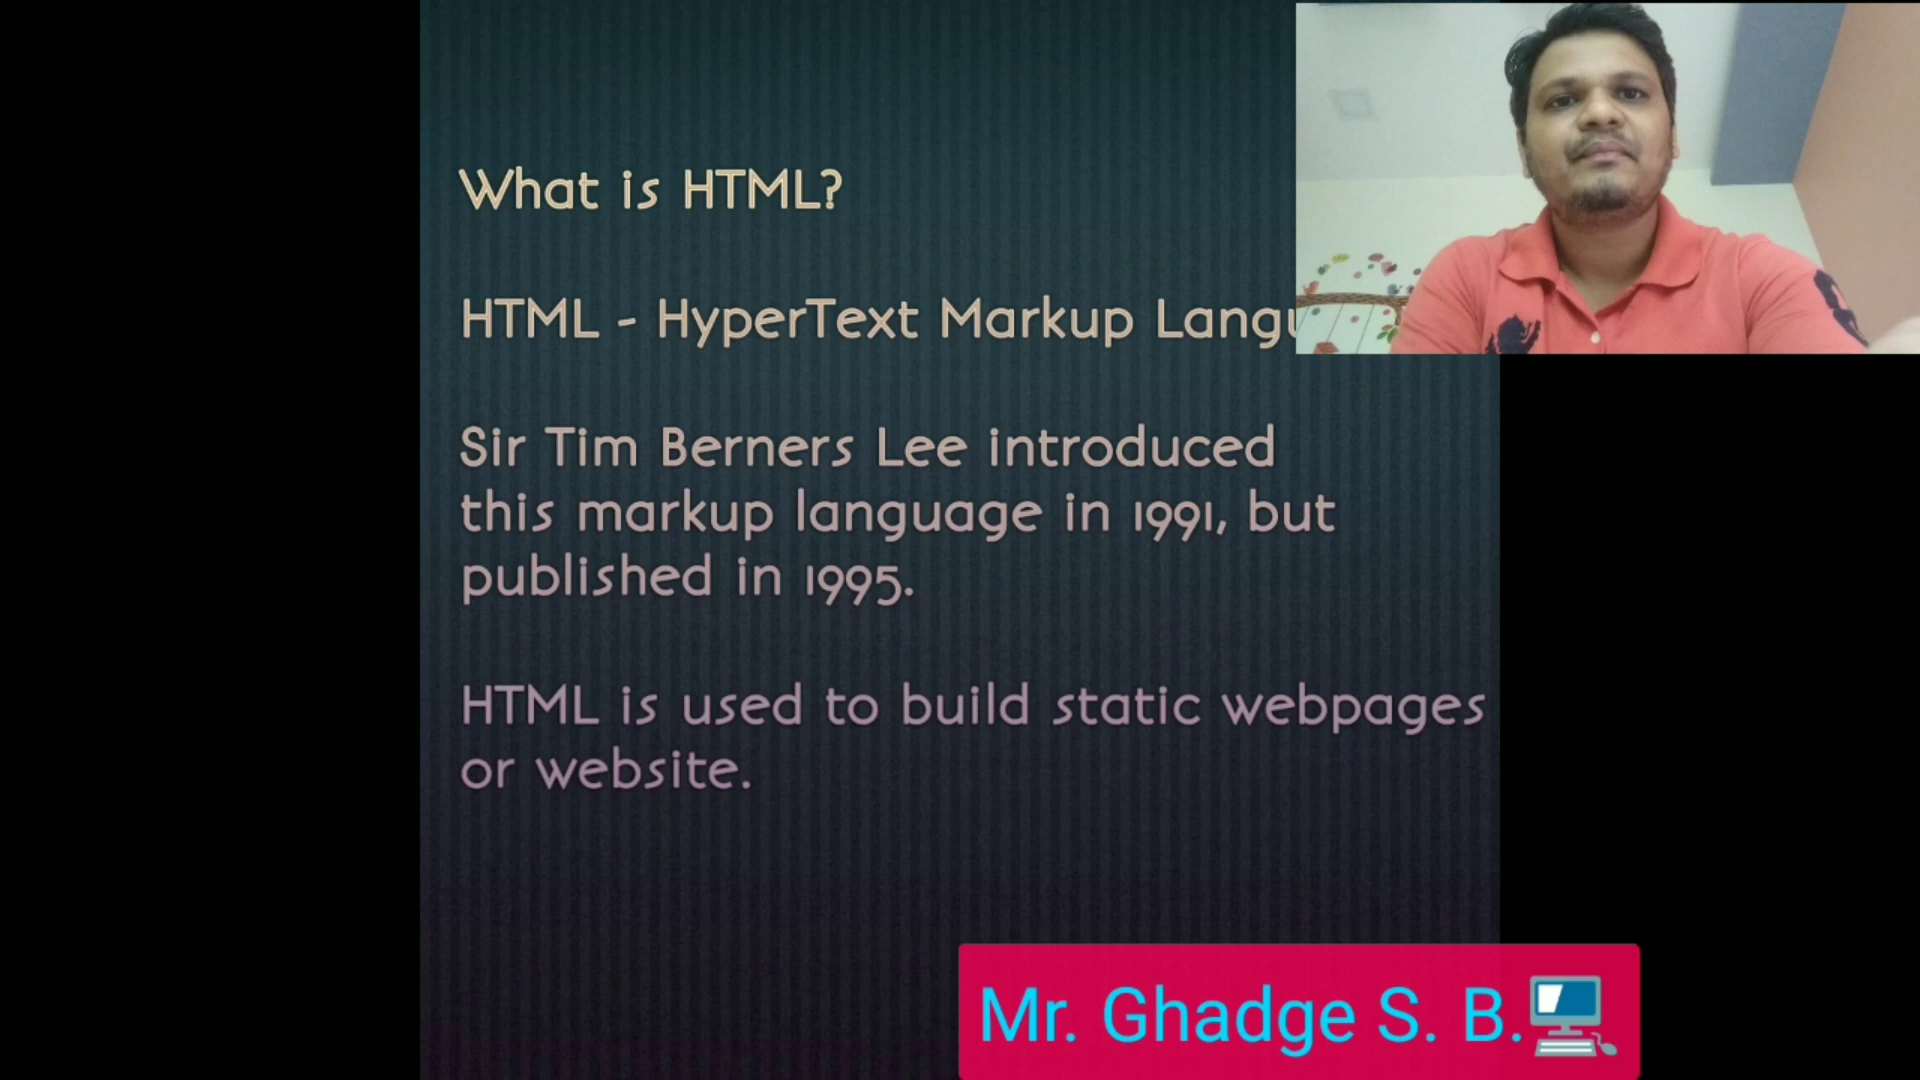 What is HTML?
HTML - HyperText Markup
Sir Tim Berners Lee introduced
this markup language in 1991, but
published in 1995.
HTML is used to build static webpages
or website.
Mr. Ghadge S. B.